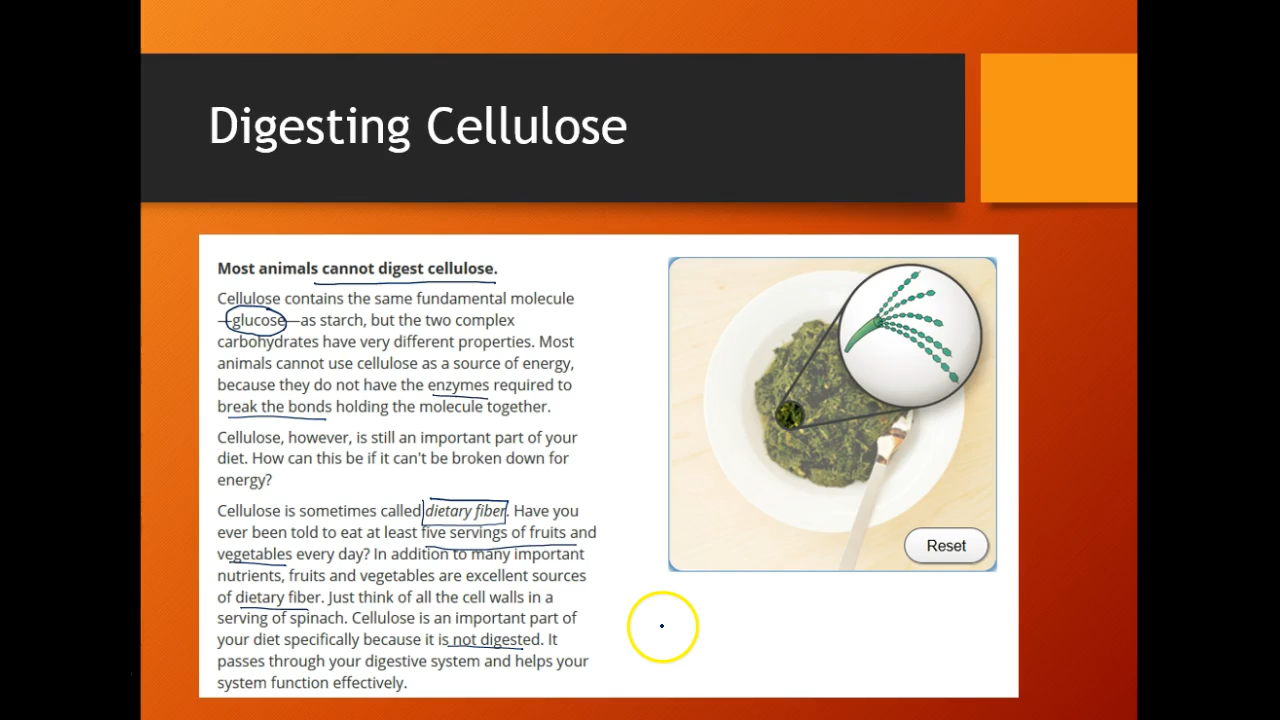 Digesting Cellulose
Most animals cannot digest cellulose.
Cellulose contains the same fundamental molecule
—glucose—as starch, but the two complex
carbohydrates have very different properties. Most
animals cannot use cellulose as a source of energy,
because they do not have the enzymes required to
break the bonds holding the molecule together.
Cellulose, however, is still an important part of your
diet. How can this be if it can't be broken down for
energy?
Cellulose is sometimes called dietary fiber. Have you
ever been told to eat at least five servings of fruits and
vegetables every day? In addition to many important
nutrients, fruits and vegetables are excellent sources
of dietary fiber. Just think of all the cell walls in a
serving of spinach. Cellulose is an important part of
your diet specifically because it is not digested. It
passes through your digestive system and helps your
system function effectively.
Reset